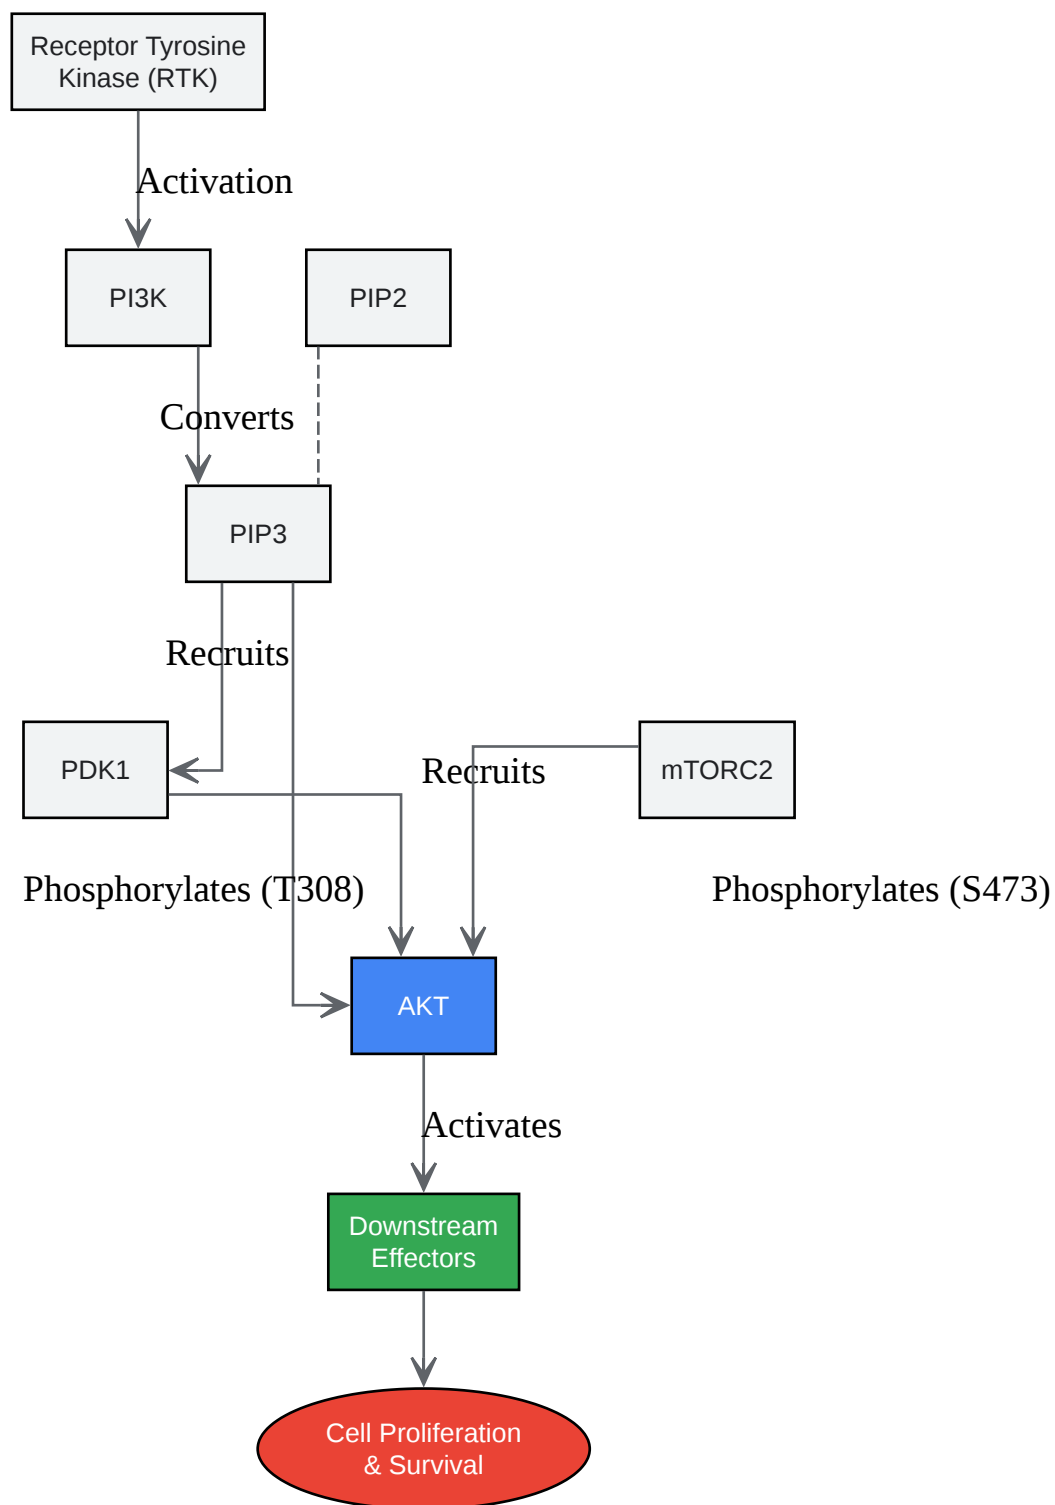 Receptor Tyrosine
Kinase (RTK)
Activation
PI3K
PIP2
Converts
PIP3
Recruits
PDK1
Recruits
mTORC2
Phosphorylates (T308)
Phosphorylates (S473)
AKT
Activates
Downstream
Effectors
Cell Proliferation
& Survival